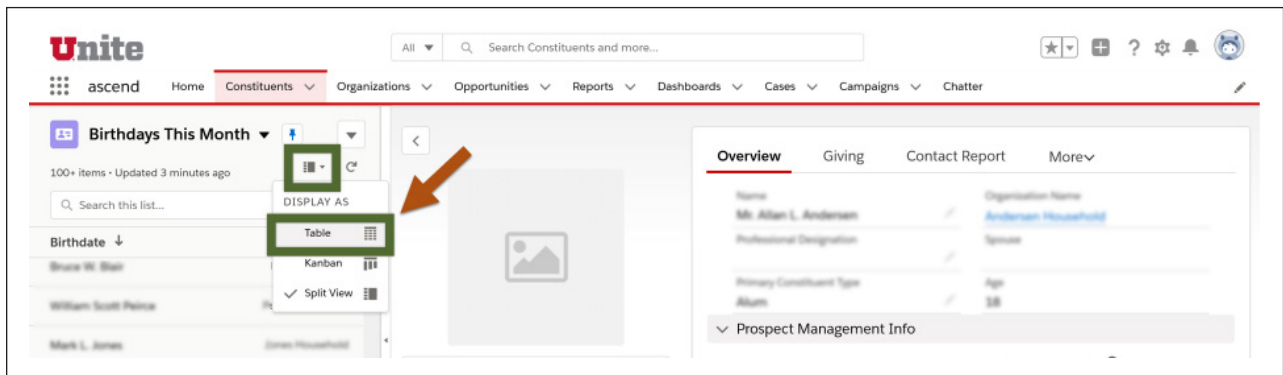 Unite
All
Search Constituents and more...
ascend Home Constituents Organizations Opportunities Reports Dashboards Cases Campaigns Chatter
Birthdays This Month
100+ items • Updated 3 minutes ago
Search this list...
DISPLAY AS
Table
Kanban
Split View
Birthdate ↓
Bruce W. Blair
William Scott Peirce
Mark L. Jones Jones Household
Overview Giving Contact Report More
Name Organization Name
Mr. Allan L. Andersen Andersen Household
Professional Designation Spouse
Primary Constituent Type Age
Alum 18
Prospect Management Info